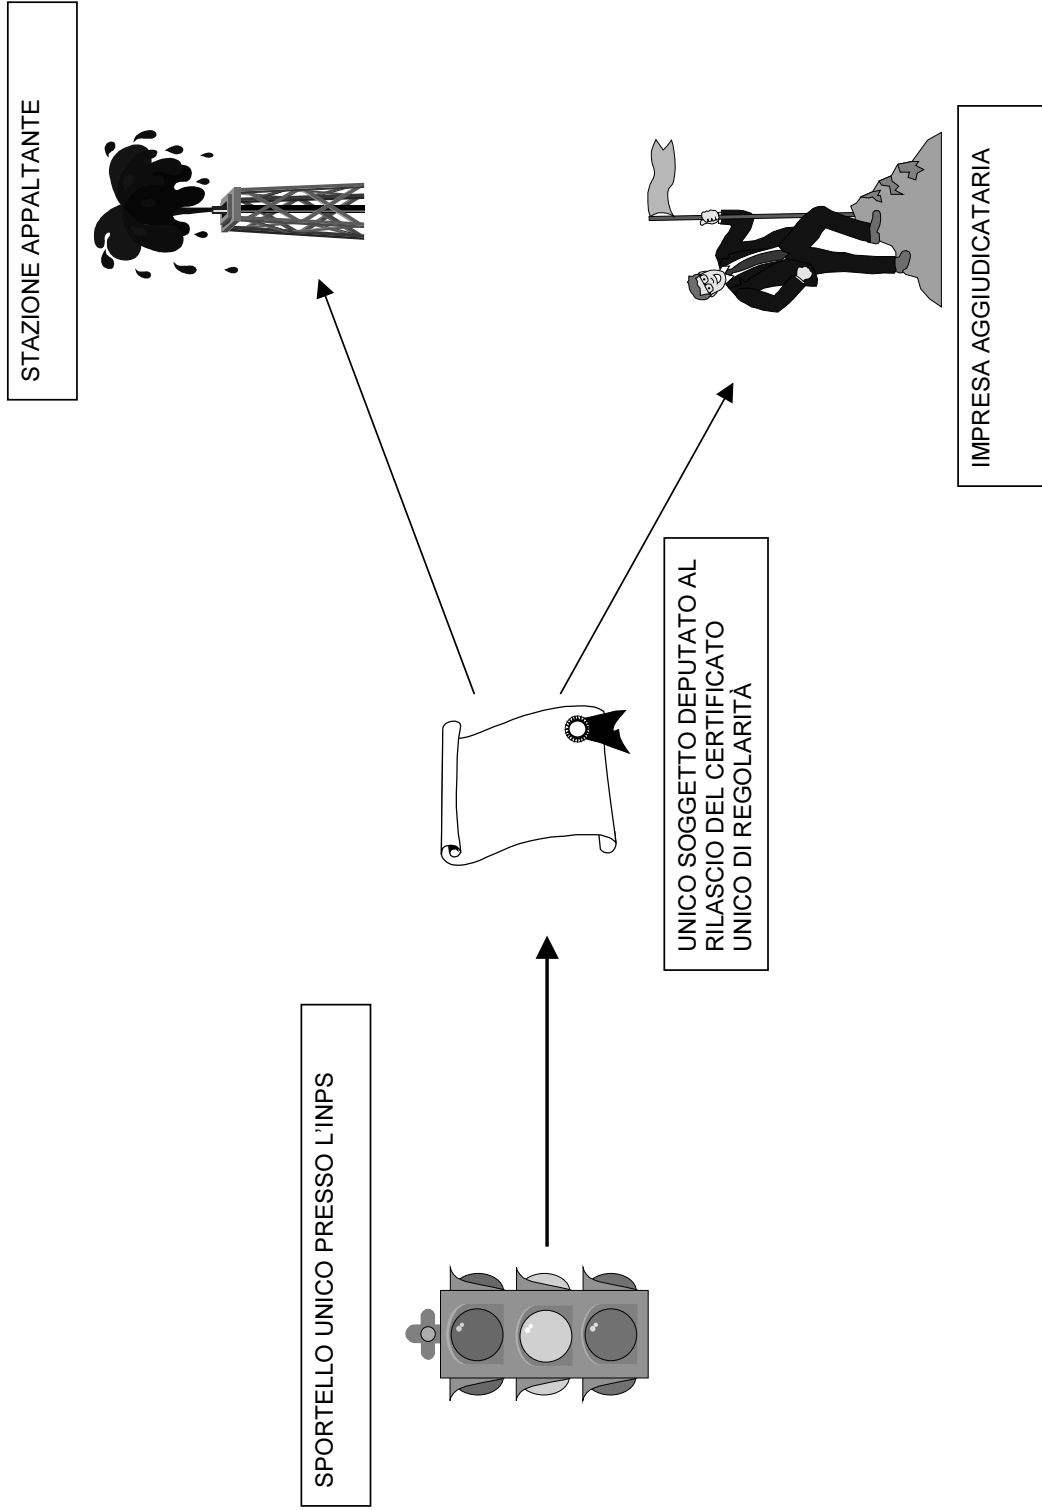 SPORTELLO UNICO PRESSO L'INPS
UNICO SOGGETTO DEPUTATO AL
RILASCIO DEL CERTIFICATO
UNICO DI REGOLARITÀ
STAZIONE APPALTANTE
IMPRESA AGGIUDICATARIA